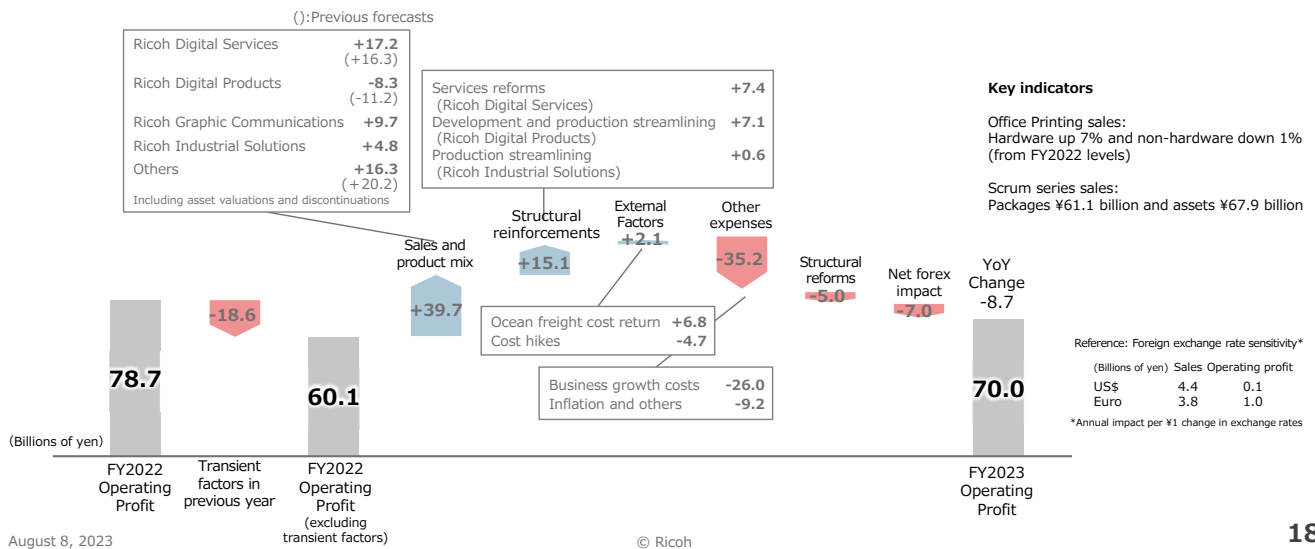 ():Previous forecasts
Ricoh Digital Services +17.2
(+16.3)
Ricoh Digital Products -8.3
(-11.2)
Ricoh Graphic Communications +9.7
Ricoh Industrial Solutions +4.8
Others +16.3
(+20.2)
Including asset valuations and discontinuations
Services reforms +7.4
(Ricoh Digital Services)
Development and production streamlining +7.1
(Ricoh Digital Products)
Production streamlining +0.6
(Ricoh Industrial Solutions)
Key indicators
Office Printing sales:
Hardware up 7% and non-hardware down 1%
(from FY2022 levels)
Scrum series sales:
Packages ¥61.1 billion and assets ¥67.9 billion
78.7
-18.6
60.1
Sales and
product mix
+39.7
Structural
reinforcements
+15.1
External
Factors
+2.1
Other
expenses
-35.2
Structural
reforms
-5.0
Net forex
impact
-7.0
YoY
Change
-8.7
70.0
Ocean freight cost return +6.8
Cost hikes -4.7
Business growth costs -26.0
Inflation and others -9.2
Reference: Foreign exchange rate sensitivity*
(Billions of yen) Sales Operating profit
US$ 4.4 0.1
Euro 3.8 1.0
*Annual impact per ¥1 change in exchange rates
(Billions of yen)
FY2022
Operating
Profit
Transient
factors in
previous year
FY2022
Operating
Profit
(excluding
transient factors)
FY2023
Operating
Profit
August 8, 2023
© Ricoh
18